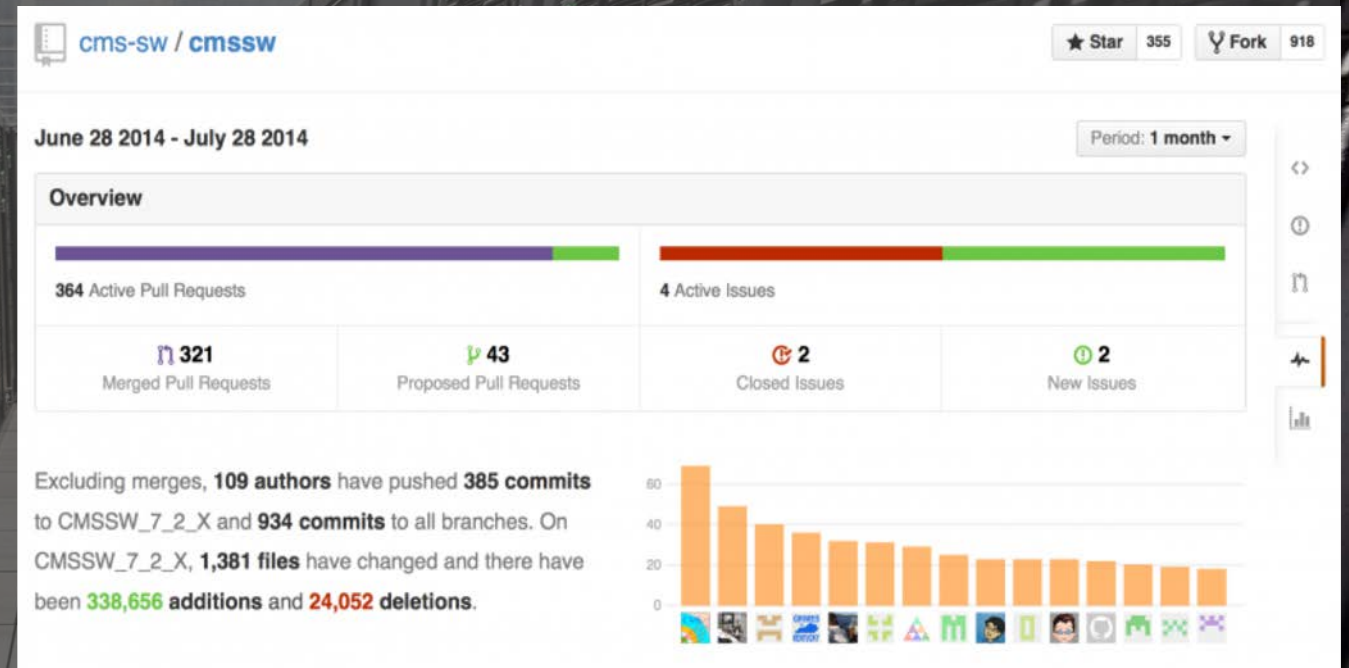 cms-sw / cmssw
Star 355 Fork 918
June 28 2014 - July 28 2014
Period: 1 month
Overview
364 Active Pull Requests
4 Active Issues
321
Merged Pull Requests
43
Proposed Pull Requests
2
Closed Issues
2
New Issues
Excluding merges, 109 authors have pushed 385 commits
to CMSSW_7_2_X and 934 commits to all branches. On
CMSSW_7_2_X, 1,381 files have changed and there have
been 338,656 additions and 24,052 deletions.
60
40
20
0